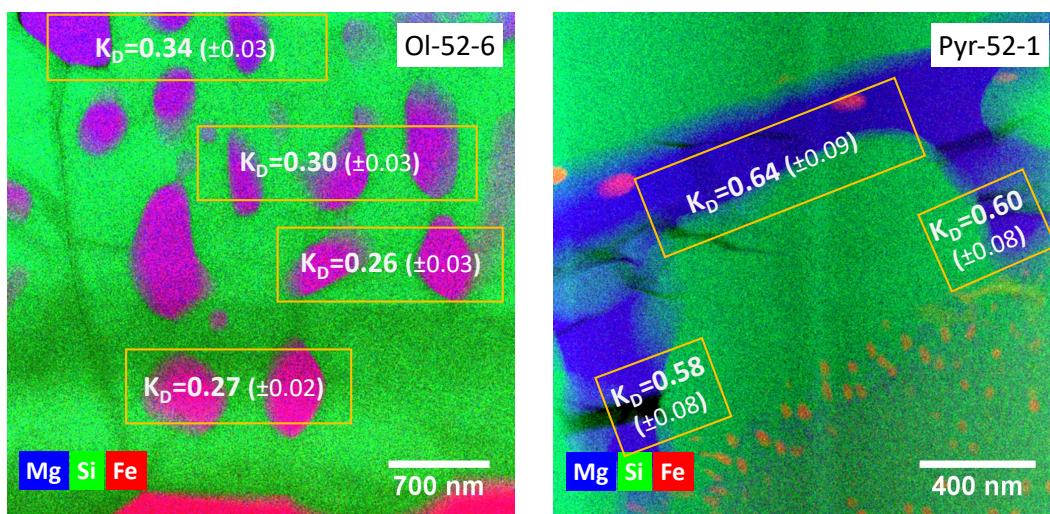 K_D=0.34 (±0.03)
Ol-52-6
K_D=0.30 (±0.03)
K_D=0.26 (±0.03)
K_D=0.27 (±0.02)
Mg Si Fe
700 nm
Pyr-52-1
K_D=0.64 (±0.09)
K_D=0.60
(±0.08)
K_D=0.58
(±0.08)
Mg Si Fe
400 nm